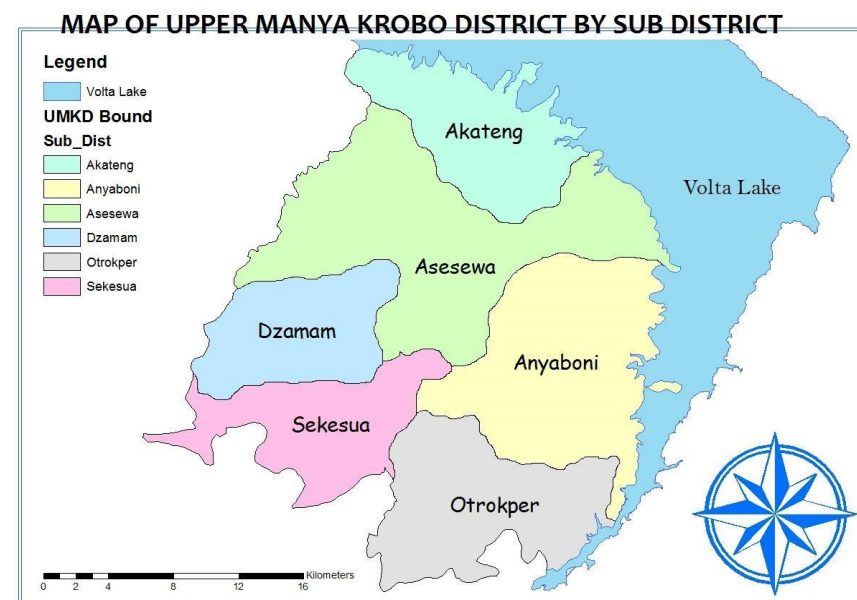 MAP OF UPPER MANYA KROBO DISTRICT BY SUB DISTRICT
Legend
Volta Lake
UMKD Bound
Sub_Dist
Akateng
Anyaboni
Asesewa
Dzamam
Otrokper
Sekesua
Akateng
Volta Lake
Asesewa
Dzamam
Anyaboni
Sekesua
Otrokper
Kilometers
0 2 4 8 12 16